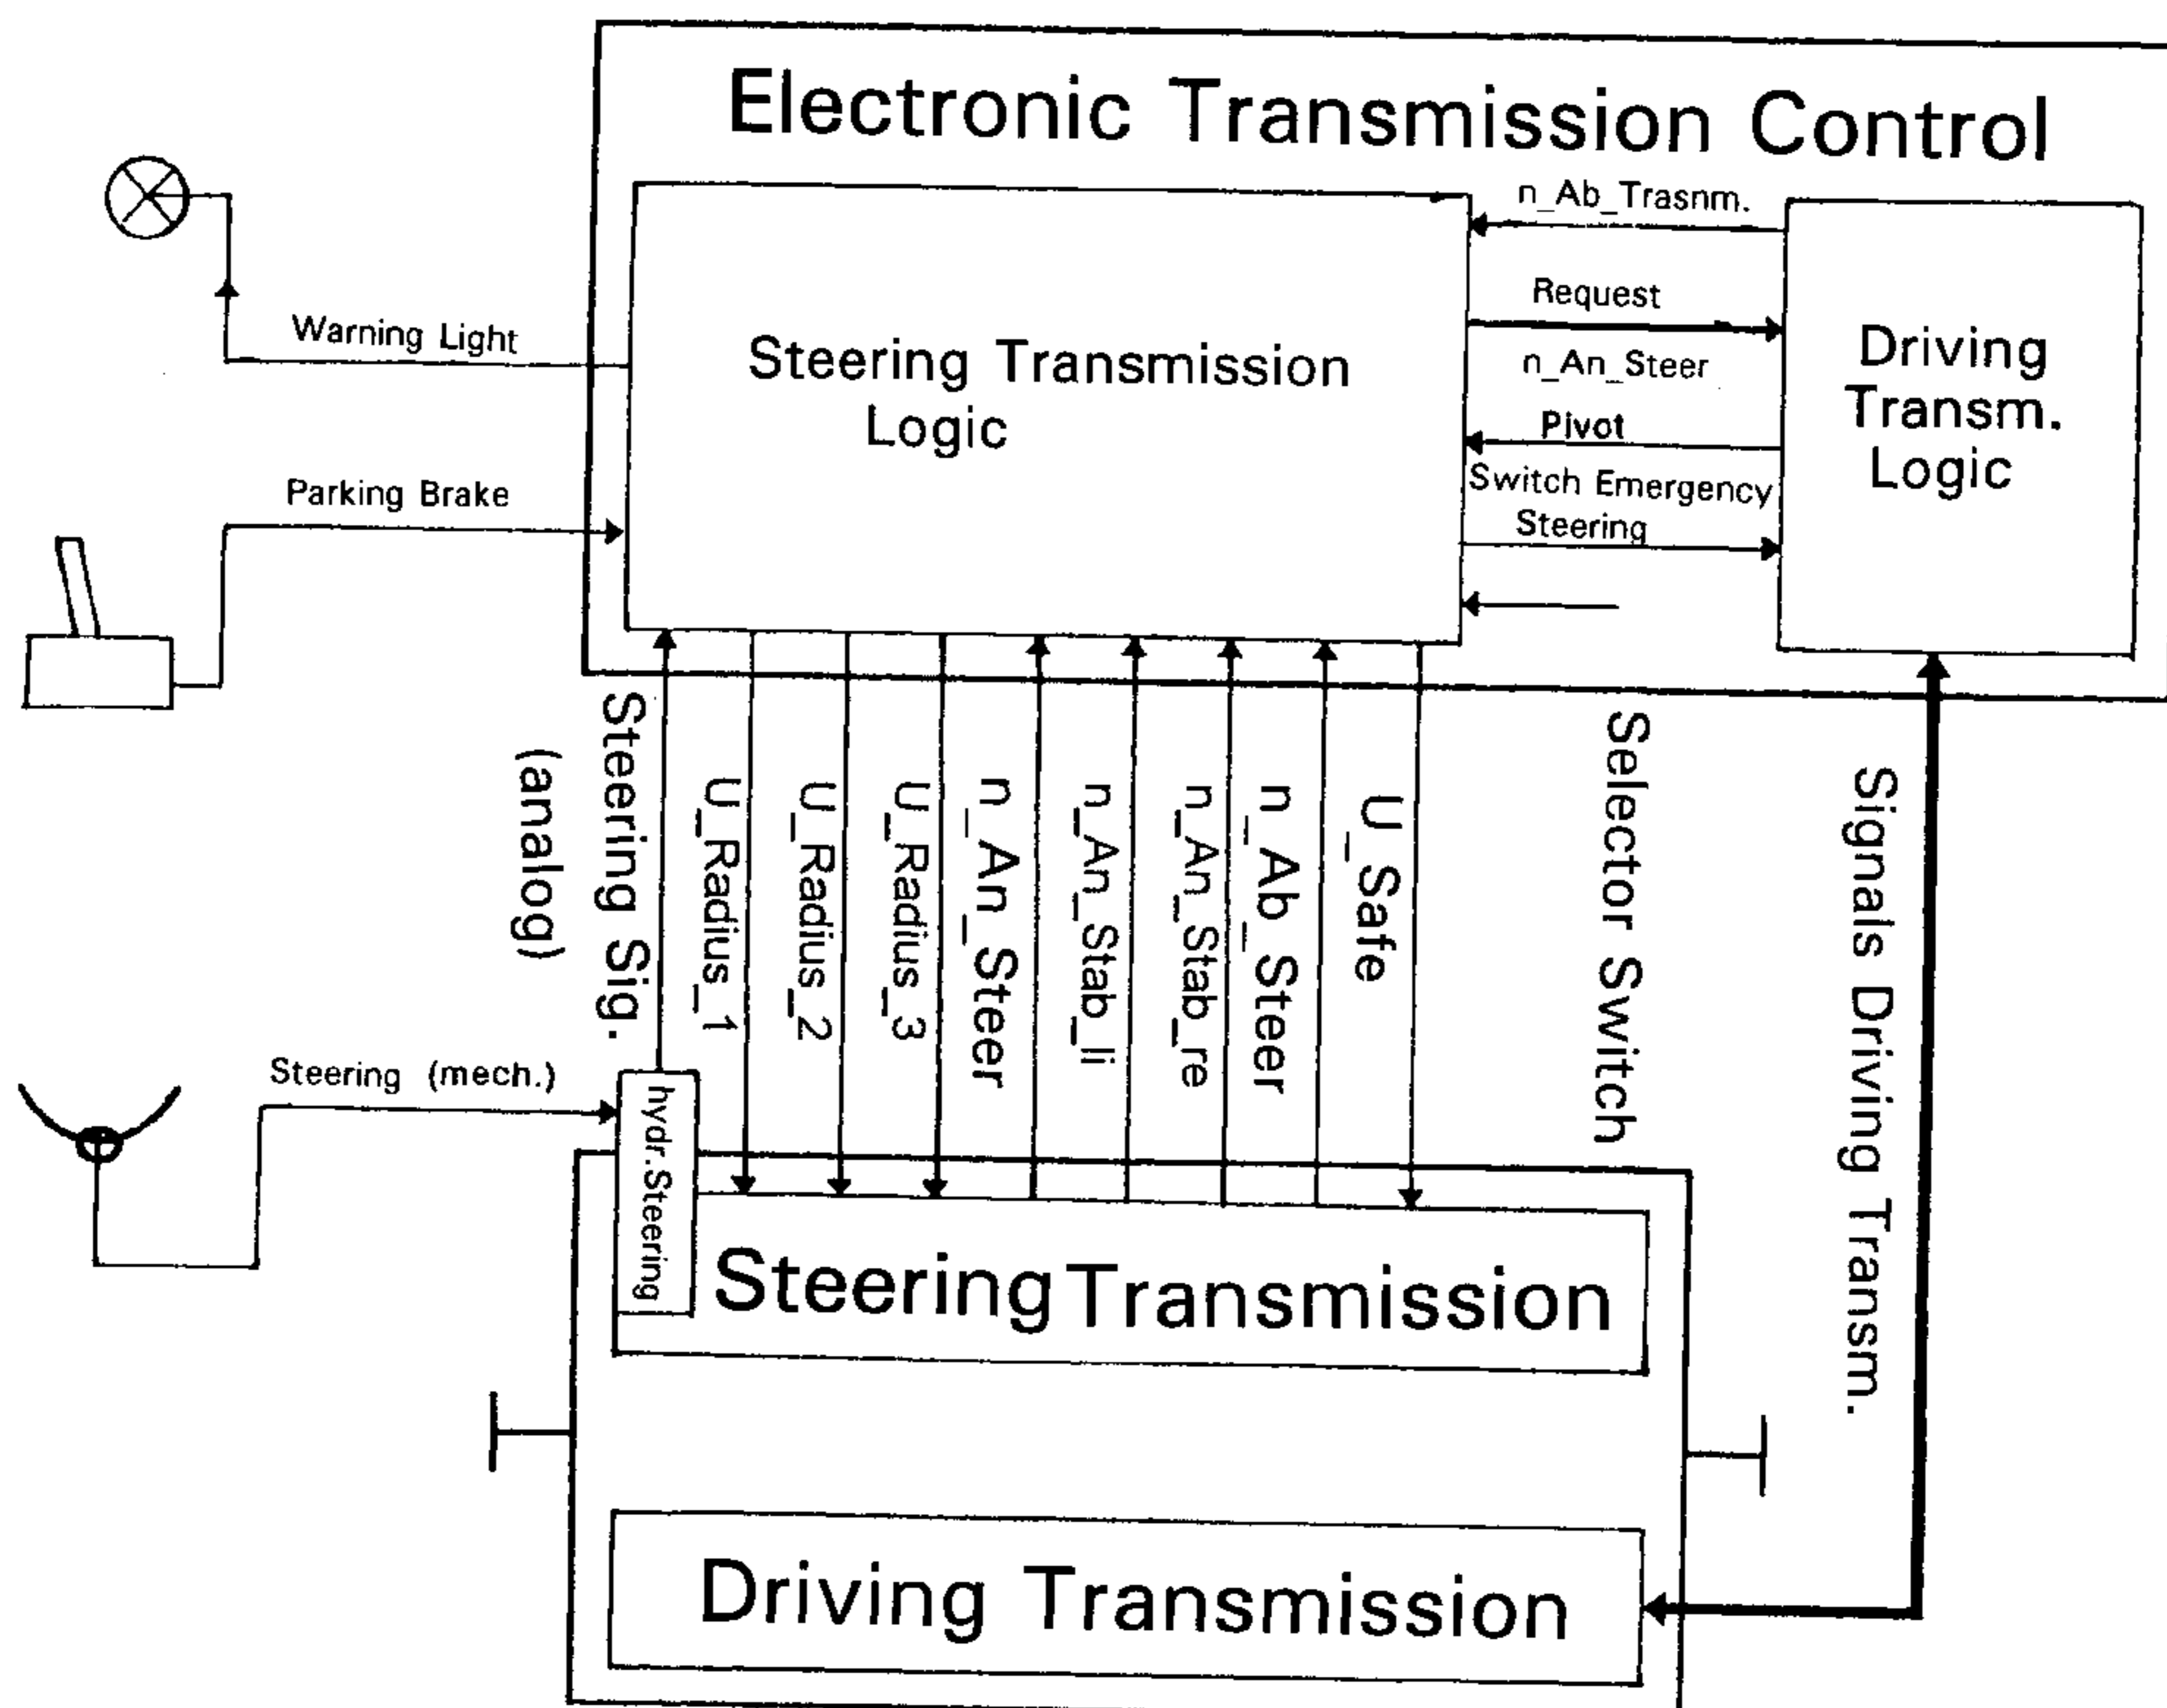 Electronic Transmission Control
n_Ab_Trasnm.
Request
Warning Light
Steering Transmission
Logic
n_An_Steer
Driving
Transm.
Logic
Pivot
Parking Brake
Switch Emergency
Steering
Steering Sig.
(analog)
U_Radius_1
U_Radius_2
U_Radius_3
n_An_Steer
n_An_Stab_li
n_An_Stab_re
n_Ab_Steer
U_Safe
Selector Switch
Signals Driving Transm.
Steering (mech.)
hydr.Steering
Steering Transmission
Driving Transmission